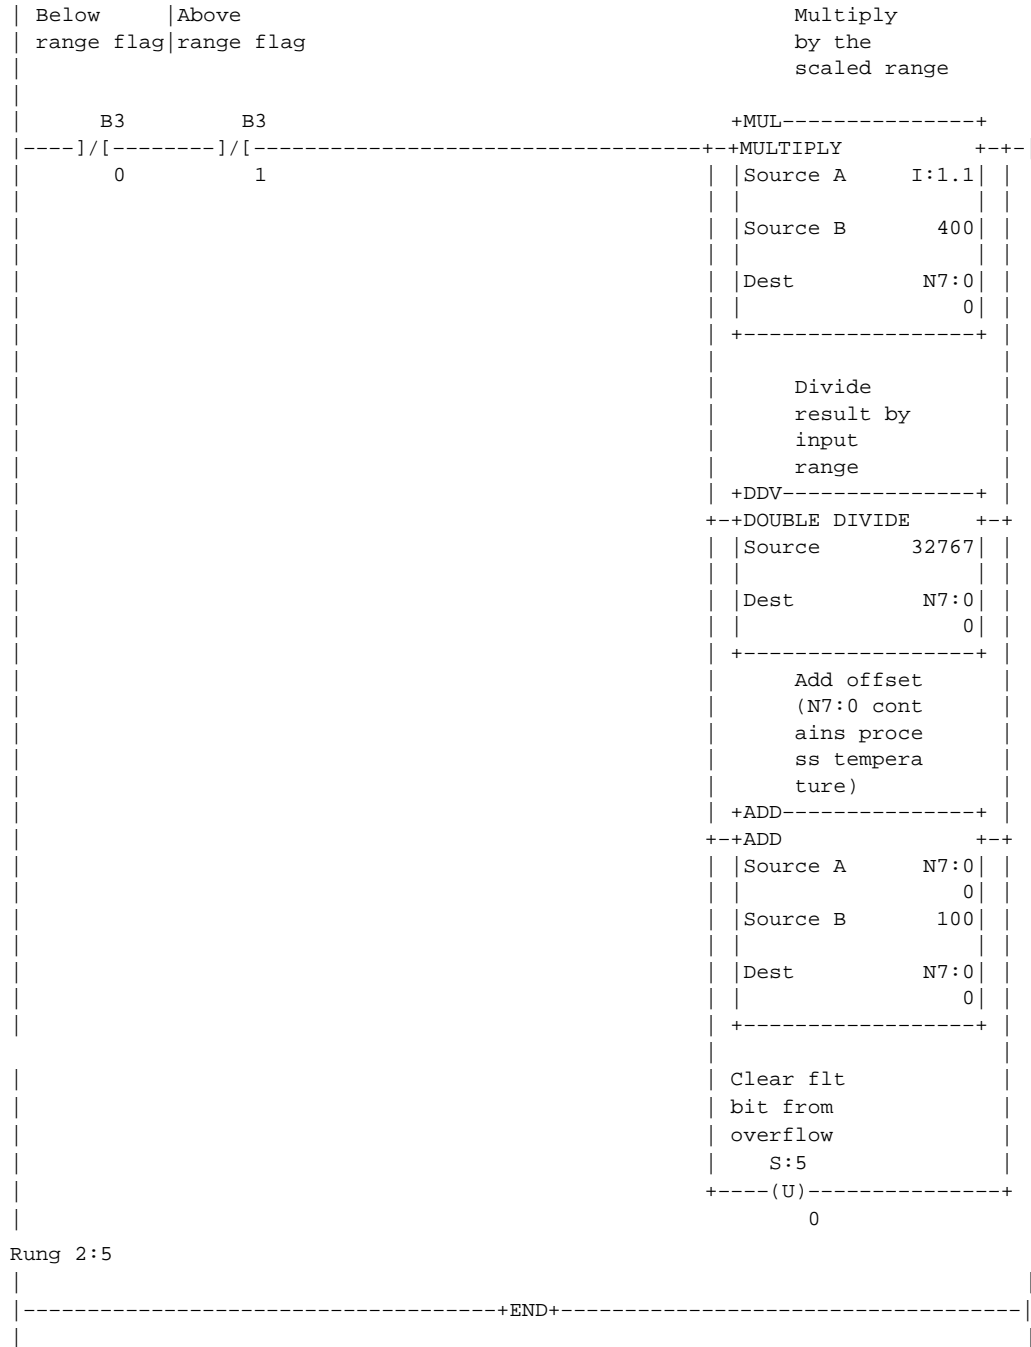 | Below     |Above                                              Multiply
| range flag|range flag                                         by the
|                                                               scaled range
|
|      B3          B3                                      +MUL---------------+
|----]/[--------]/[-----------------------------------+-+MULTIPLY          +-+-|
|       0          1                                   | |Source A     I:1.1| |
|                                                      | |                  | |
|                                                      | |Source B       400| |
|                                                      | |                  | |
|                                                      | |Dest          N7:0| |
|                                                      | |                 0| |
|                                                      | +------------------+ |
|                                                      |                      |
|                                                      |      Divide          |
|                                                      |      result by       |
|                                                      |      input           |
|                                                      |      range           |
|                                                      | +DDV---------------+ |
|                                                      +-+DOUBLE DIVIDE     +-+
|                                                      | |Source       32767| |
|                                                      | |                  | |
|                                                      | |Dest          N7:0| |
|                                                      | |                 0| |
|                                                      | +------------------+ |
|                                                      |      Add offset      |
|                                                      |      (N7:0 cont      |
|                                                      |      ains proce      |
|                                                      |      ss tempera      |
|                                                      |      ture)           |
|                                                      | +ADD---------------+ |
|                                                      +-+ADD               +-+
|                                                      | |Source A      N7:0| |
|                                                      | |                 0| |
|                                                      | |Source B       100| |
|                                                      | |                  | |
|                                                      | |Dest          N7:0| |
|                                                      | |                 0| |
|                                                      | +------------------+ |
|                                                      |                      |
|                                                      | Clear flt            |
|                                                      | bit from             |
|                                                      | overflow             |
|                                                      |    S:5               |
|                                                      +----(U)---------------+
|                                                              0
Rung 2:5
|                                                                              |
|-------------------------------------+END+------------------------------------|
|                                                                              |